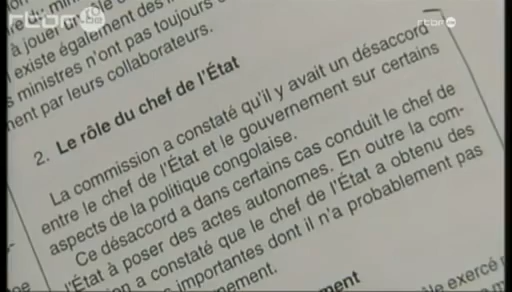 rtbf.be
rtbf.be
re du mini
à jouer
existe également des i
s ministres n'ont pas toujours
ment par leurs collaborateurs.
2. Le rôle du chef de l'État
La commission a constaté qu'il y avait un désaccord
entre le chef de l'État et le gouvernement sur certains
aspects de la politique congolaise.
Ce désaccord a dans certains cas conduit le chef de
l'État à poser des actes autonomes. En outre la com-
n a constaté que le chef de l'État a obtenu des
s importantes dont il n'a probablement pas
nement.
ment
le exercé p